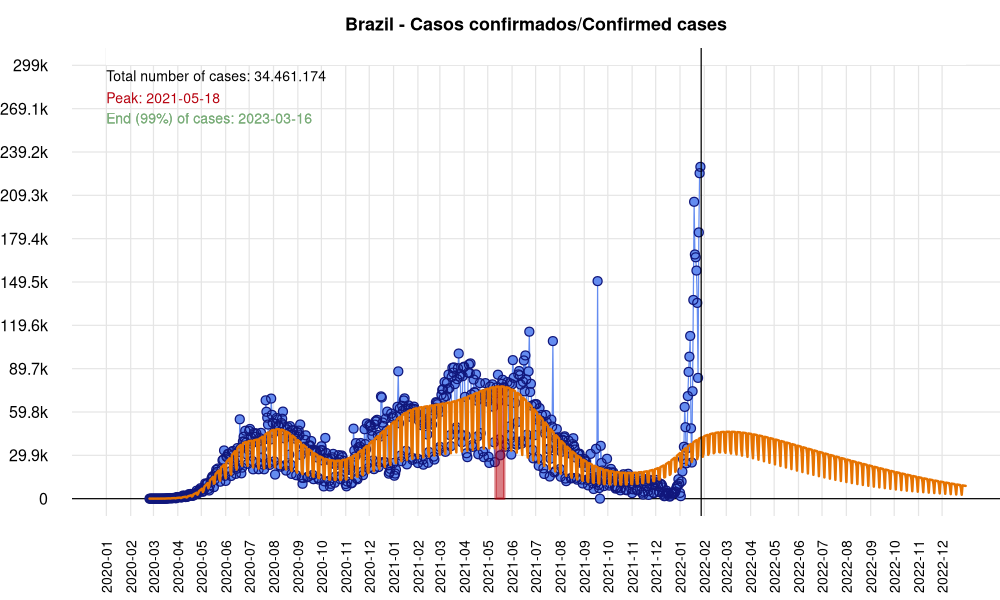 Brazil - Casos confirmados/Confirmed cases
299k
269.1k
239.2k
209.3k
179.4k
149.5k
119.6k
89.7k
59.8k
29.9k
0
Total number of cases: 34.461.174
Peak: 2021-05-18
End (99%) of cases: 2023-03-16
2020-01
2020-02
2020-03
2020-04
2020-05
2020-06
2020-07
2020-08
2020-09
2020-10
2020-11
2020-12
2021-01
2021-02
2021-03
2021-04
2021-05
2021-06
2021-07
2021-08
2021-09
2021-10
2021-11
2021-12
2022-01
2022-02
2022-03
2022-04
2022-05
2022-06
2022-07
2022-08
2022-09
2022-10
2022-11
2022-12